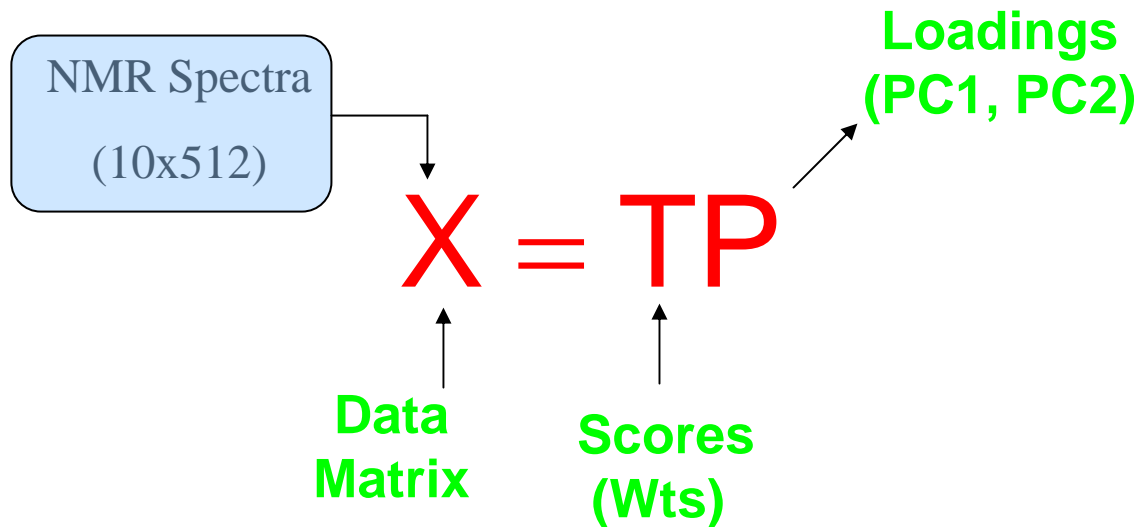 Loadings
(PC1, PC2)
NMR Spectra
(10x512)
X = TP
Data
Matrix
Scores
(Wts)